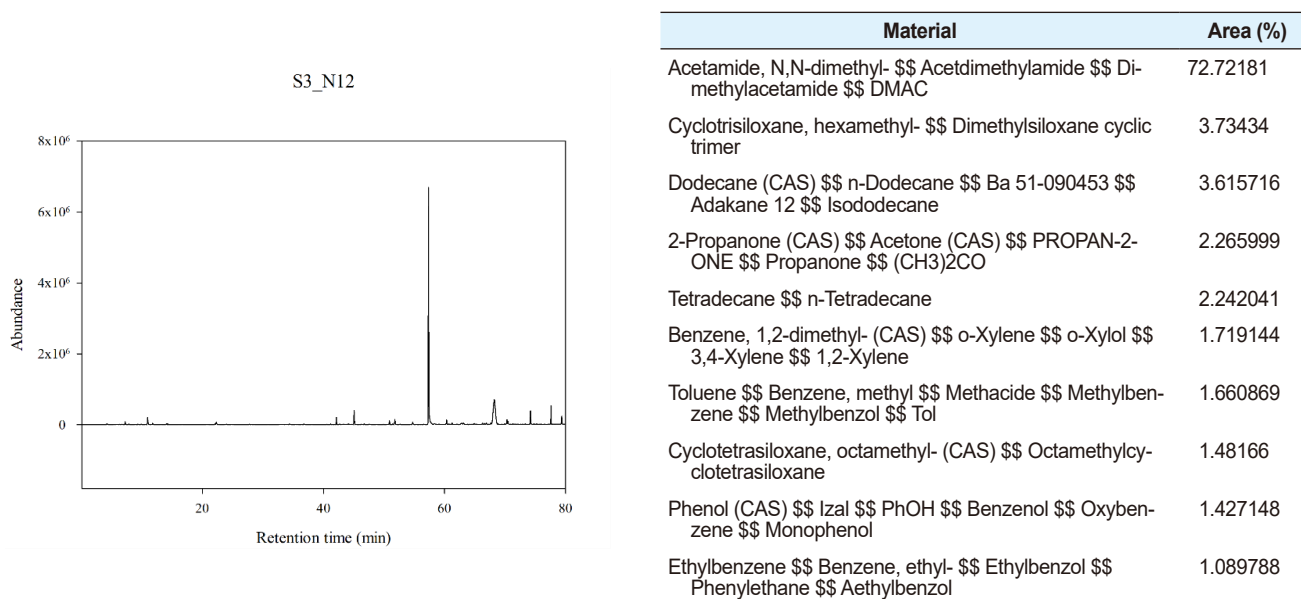 S3_N12
8x10⁶
6x10⁶
4x10⁶
2x10⁶
0
Abundance
20
40
60
80
Retention time (min)
Material Area (%)
Acetamide, N,N-dimethyl- $$ Acetdimethylamide $$ Di- 72.72181
methylacetamide $$ DMAC
Cyclotrisiloxane, hexamethyl- $$ Dimethylsiloxane cyclic 3.73434
trimer
Dodecane (CAS) $$ n-Dodecane $$ Ba 51-090453 $$ 3.615716
Adakane 12 $$ Isododecane
2-Propanone (CAS) $$ Acetone (CAS) $$ PROPAN-2- 2.265999
ONE $$ Propanone $$ (CH3)2CO
Tetradecane $$ n-Tetradecane 2.242041
Benzene, 1,2-dimethyl- (CAS) $$ o-Xylene $$ o-Xylol $$ 1.719144
3,4-Xylene $$ 1,2-Xylene
Toluene $$ Benzene, methyl $$ Methacide $$ Methylben- 1.660869
zene $$ Methylbenzol $$ Tol
Cyclotetrasiloxane, octamethyl- (CAS) $$ Octamethylcy- 1.48166
clotetrasiloxane
Phenol (CAS) $$ Izal $$ PhOH $$ Benzenol $$ Oxyben- 1.427148
zene $$ Monophenol
Ethylbenzene $$ Benzene, ethyl- $$ Ethylbenzol $$ 1.089788
Phenylethane $$ Aethylbenzol